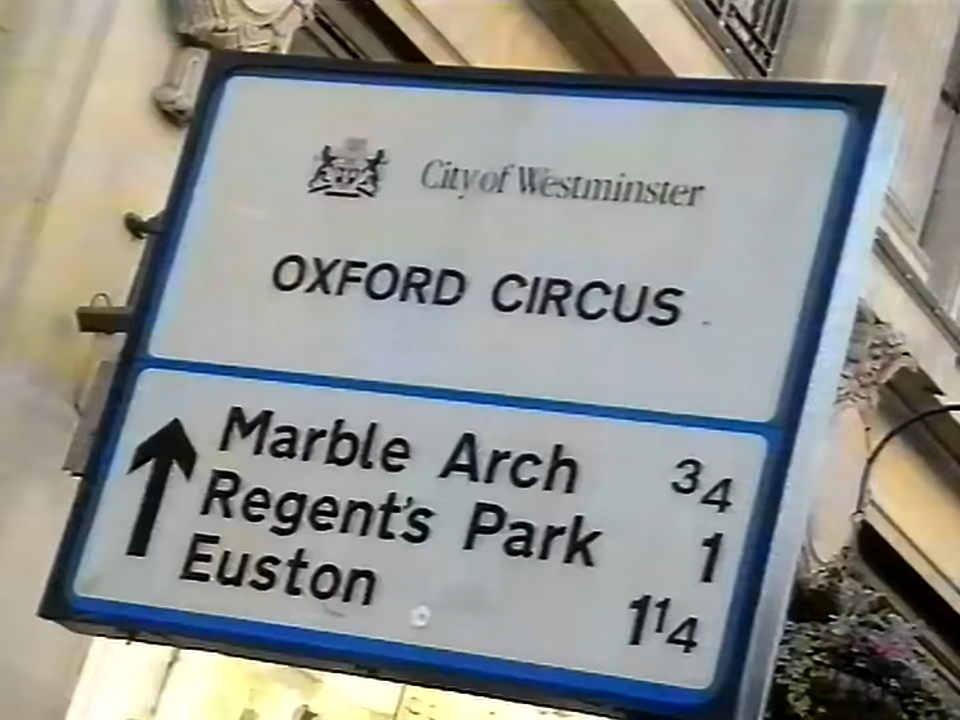 City of Westminster
OXFORD CIRCUS
Marble Arch ¾
Regent's Park 1
Euston 1¼